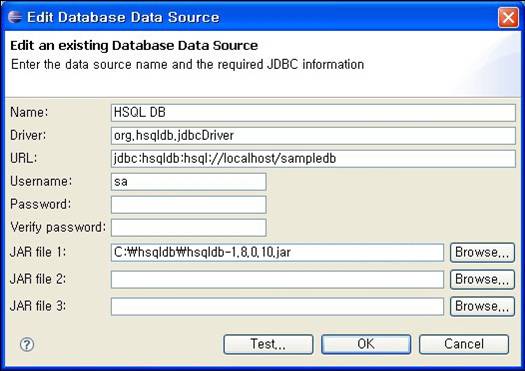 Edit Database Data Source
Edit an existing Database Data Source
Enter the data source name and the required JDBC information
Name: HSQL DB
Driver: org.hsqldb.jdbcDriver
URL: jdbc:hsqldb:hsql://localhost/sampledb
Username: sa
Password:
Verify password:
JAR file 1: C:₩hsqldb₩hsqldb-1.8.0.10.jar Browse...
JAR file 2: Browse...
JAR file 3: Browse...
? Test... OK Cancel